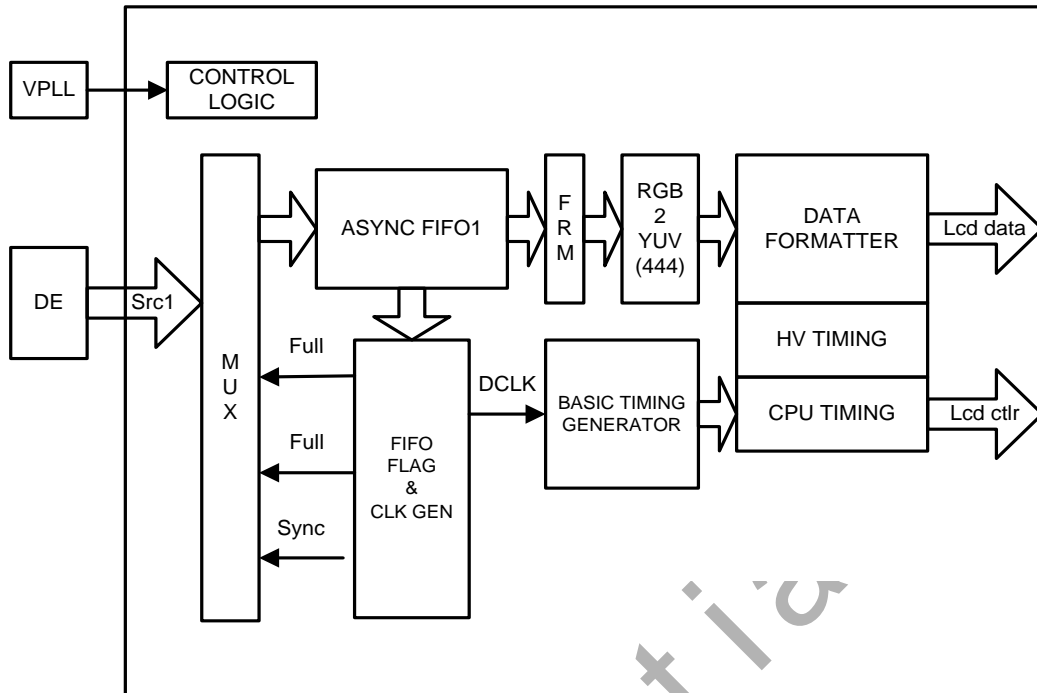 VPLL
CONTROL
LOGIC
DE
Src1
M
U
X
ASYNC FIFO1
F
R
M
RGB
2
YUV
(444)
DATA
FORMATTER
Lcd data
HV TIMING
CPU TIMING
Lcd ctlr
Full
Full
Sync
FIFO
FLAG
&
CLK GEN
DCLK
BASIC TIMING
GENERATOR
t i a